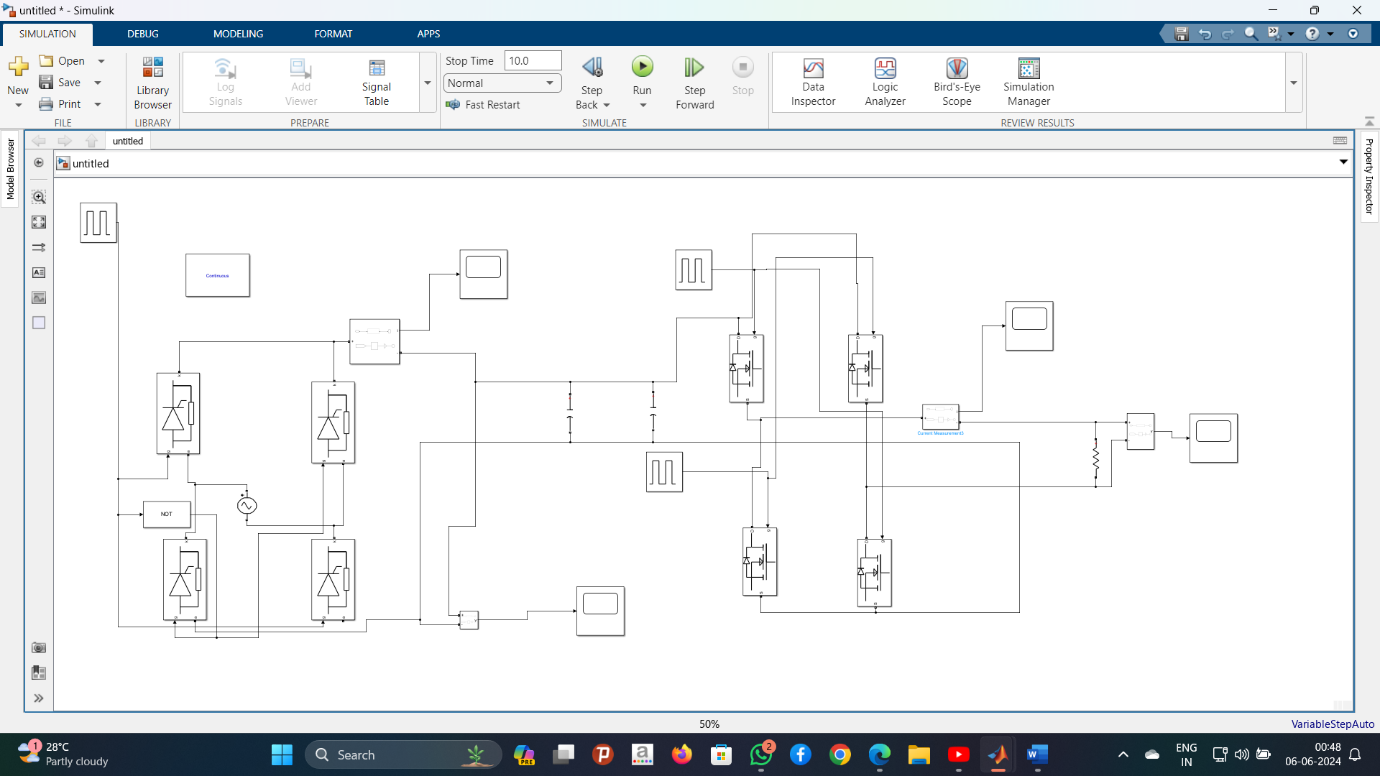 untitled * - Simulink
SIMULATION
DEBUG
MODELING
FORMAT
APPS
New
Open
Save
Print
FILE
Library
Browser
LIBRARY
Log
Signals
Add
Viewer
Signal
Table
PREPARE
Stop Time 10.0
Normal
Fast Restart
Step
Back
Run
Step
Forward
Stop
SIMULATE
Data
Inspector
Logic
Analyzer
Bird's-Eye
Scope
Simulation
Manager
REVIEW RESULTS
Model Browser
untitled
untitled
Property Inspector
Continuous
NOT
50%
VariableStepAuto
1
28°C
Partly cloudy
Search
PRE
2
ENG
IN
00:48
06-06-2024